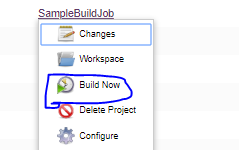 SampleBuildJob
Changes
Workspace
Build Now
Delete Project
Configure